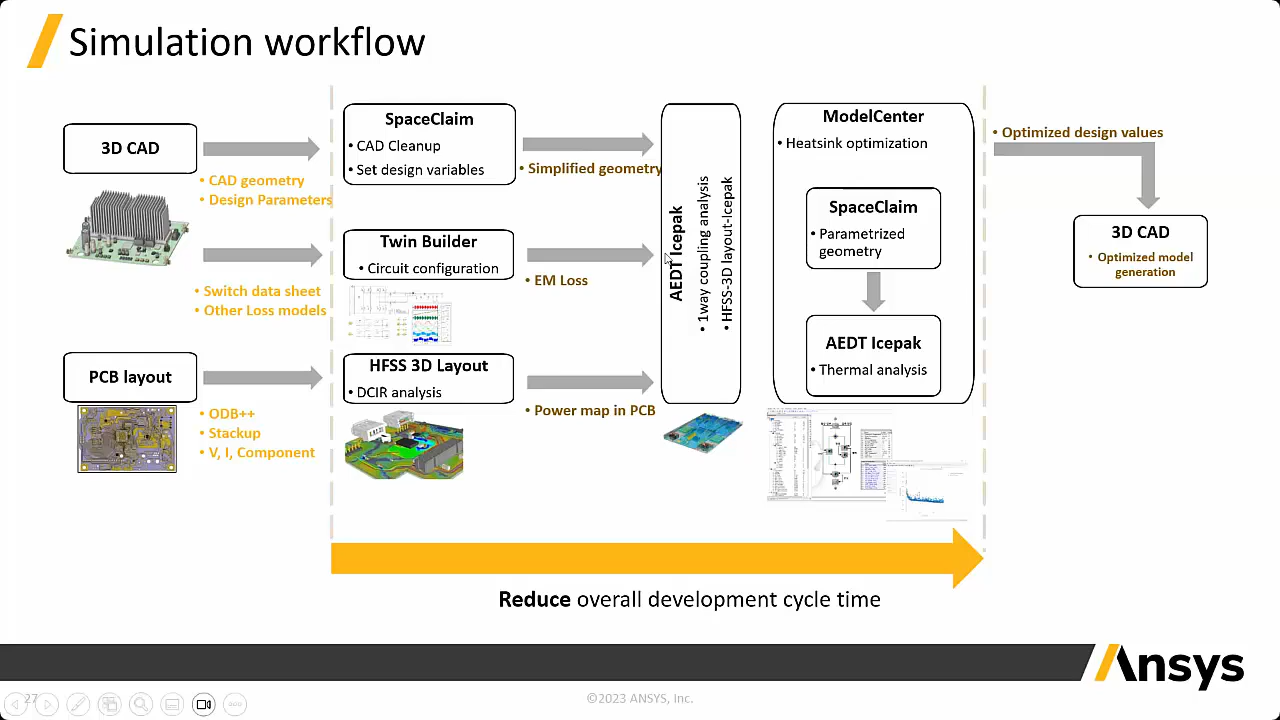 Simulation workflow
3D CAD
• CAD geometry
• Design Parameters
SpaceClaim
• CAD Cleanup
• Set design variables
• Simplified geometry
• Switch data sheet
• Other Loss models
Twin Builder
• Circuit configuration
• EM Loss
PCB layout
• ODB++
• Stackup
• V, I, Component
HFSS 3D Layout
• DCIR analysis
• Power map in PCB
AEDT Icepak
• 1way coupling analysis
• HFSS-3D layout-Icepak
ModelCenter
• Heatsink optimization
SpaceClaim
• Parametrized
geometry
AEDT Icepak
• Thermal analysis
• Optimized design values
3D CAD
• Optimized model
generation
Reduce overall development cycle time
Ansys
27
©2023 ANSYS, Inc.